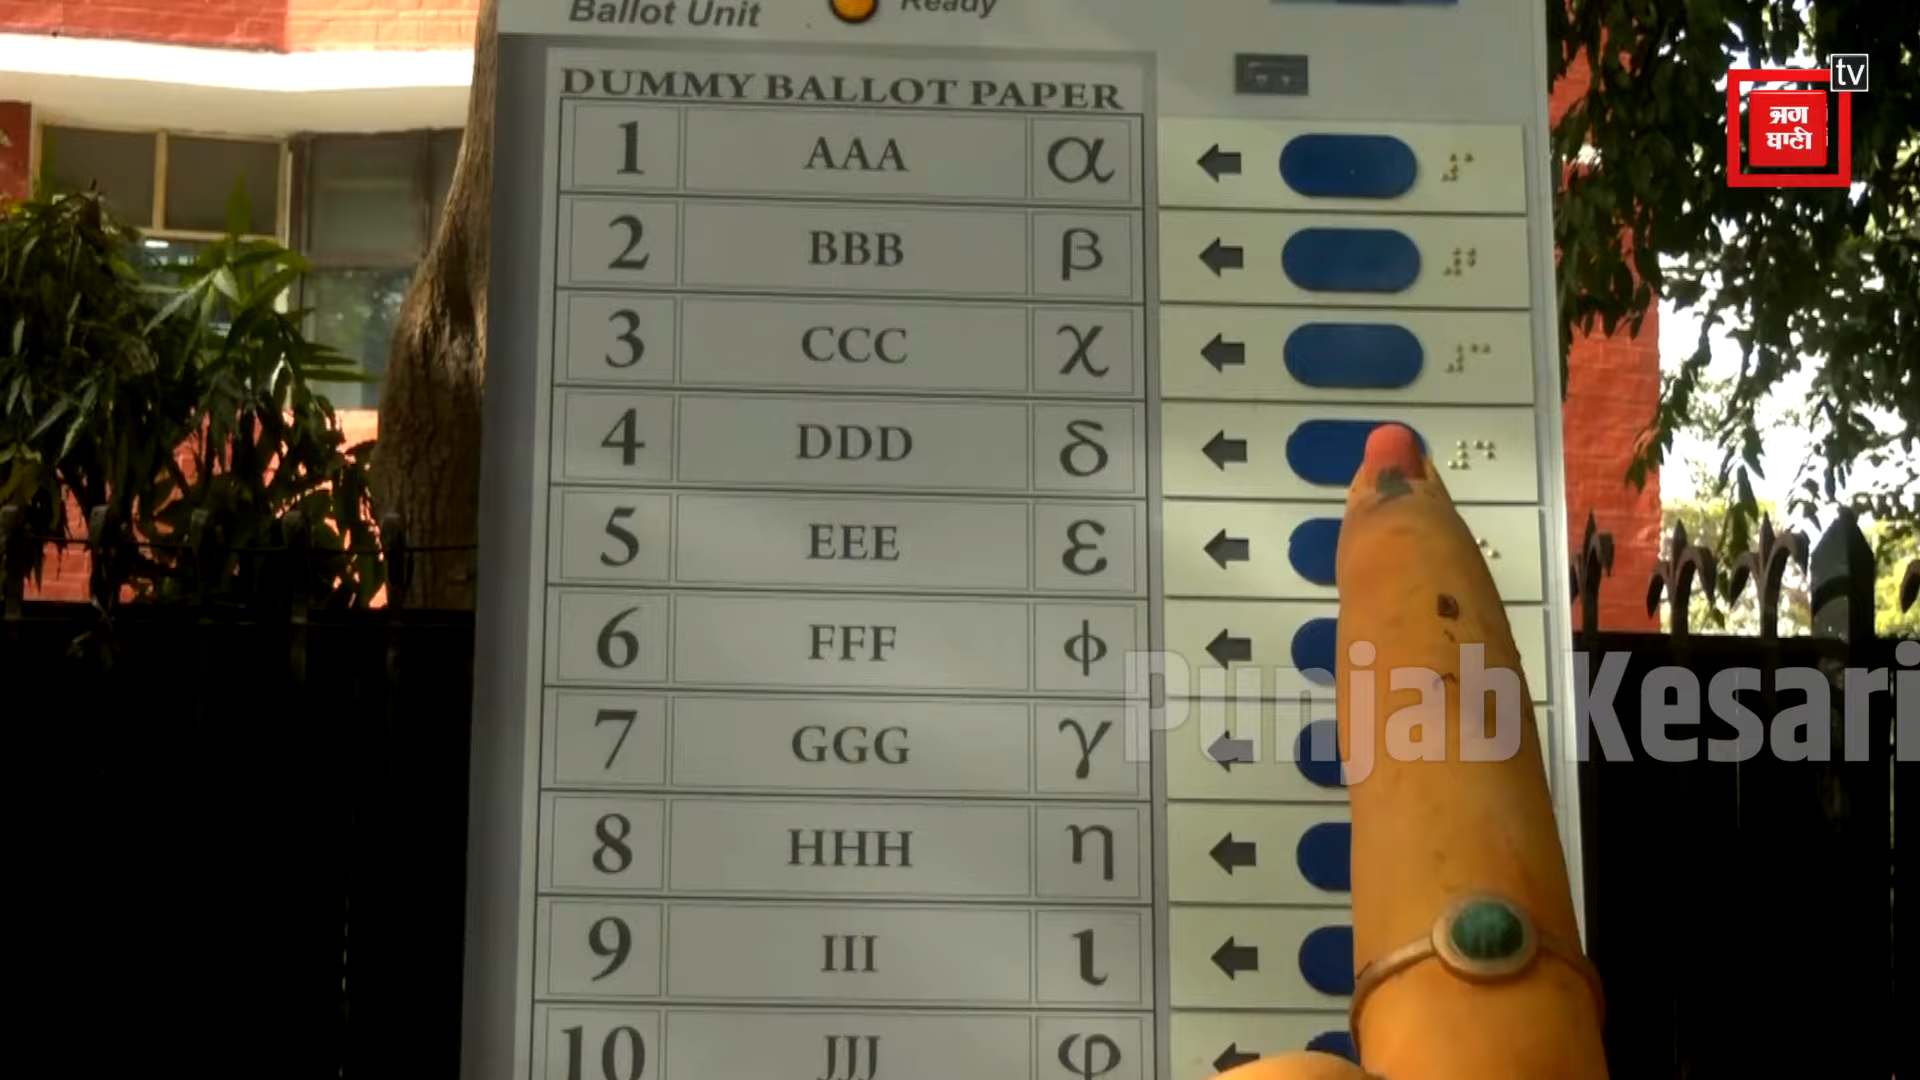 Ballot Unit Ready
tv
ਜਗ
ਬਾਣੀ
DUMMY BALLOT PAPER
1 AAA α
2 BBB β
3 CCC χ
4 DDD δ
5 EEE ε
6 FFF ϕ
7 GGG γ
8 HHH η
9 III ι
10 JJJ φ
Punjab Kesari